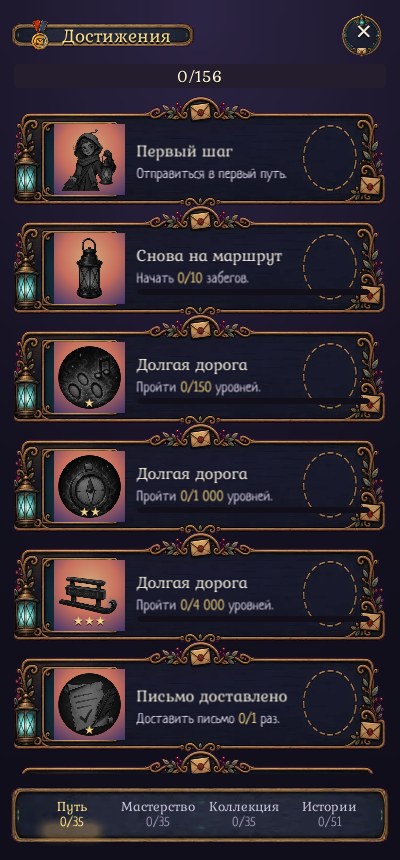 Достижения
0/156
Первый шаг
Отправиться в первый путь.
Снова на маршрут
Начать 0/10 забегов.
Долгая дорога
Пройти 0/150 уровней.
Долгая дорога
Пройти 0/1 000 уровней.
Долгая дорога
Пройти 0/4 000 уровней.
Письмо доставлено
Доставить письмо 0/1 раз.
Путь Мастерство Коллекция Истории
0/35 0/35 0/35 0/51